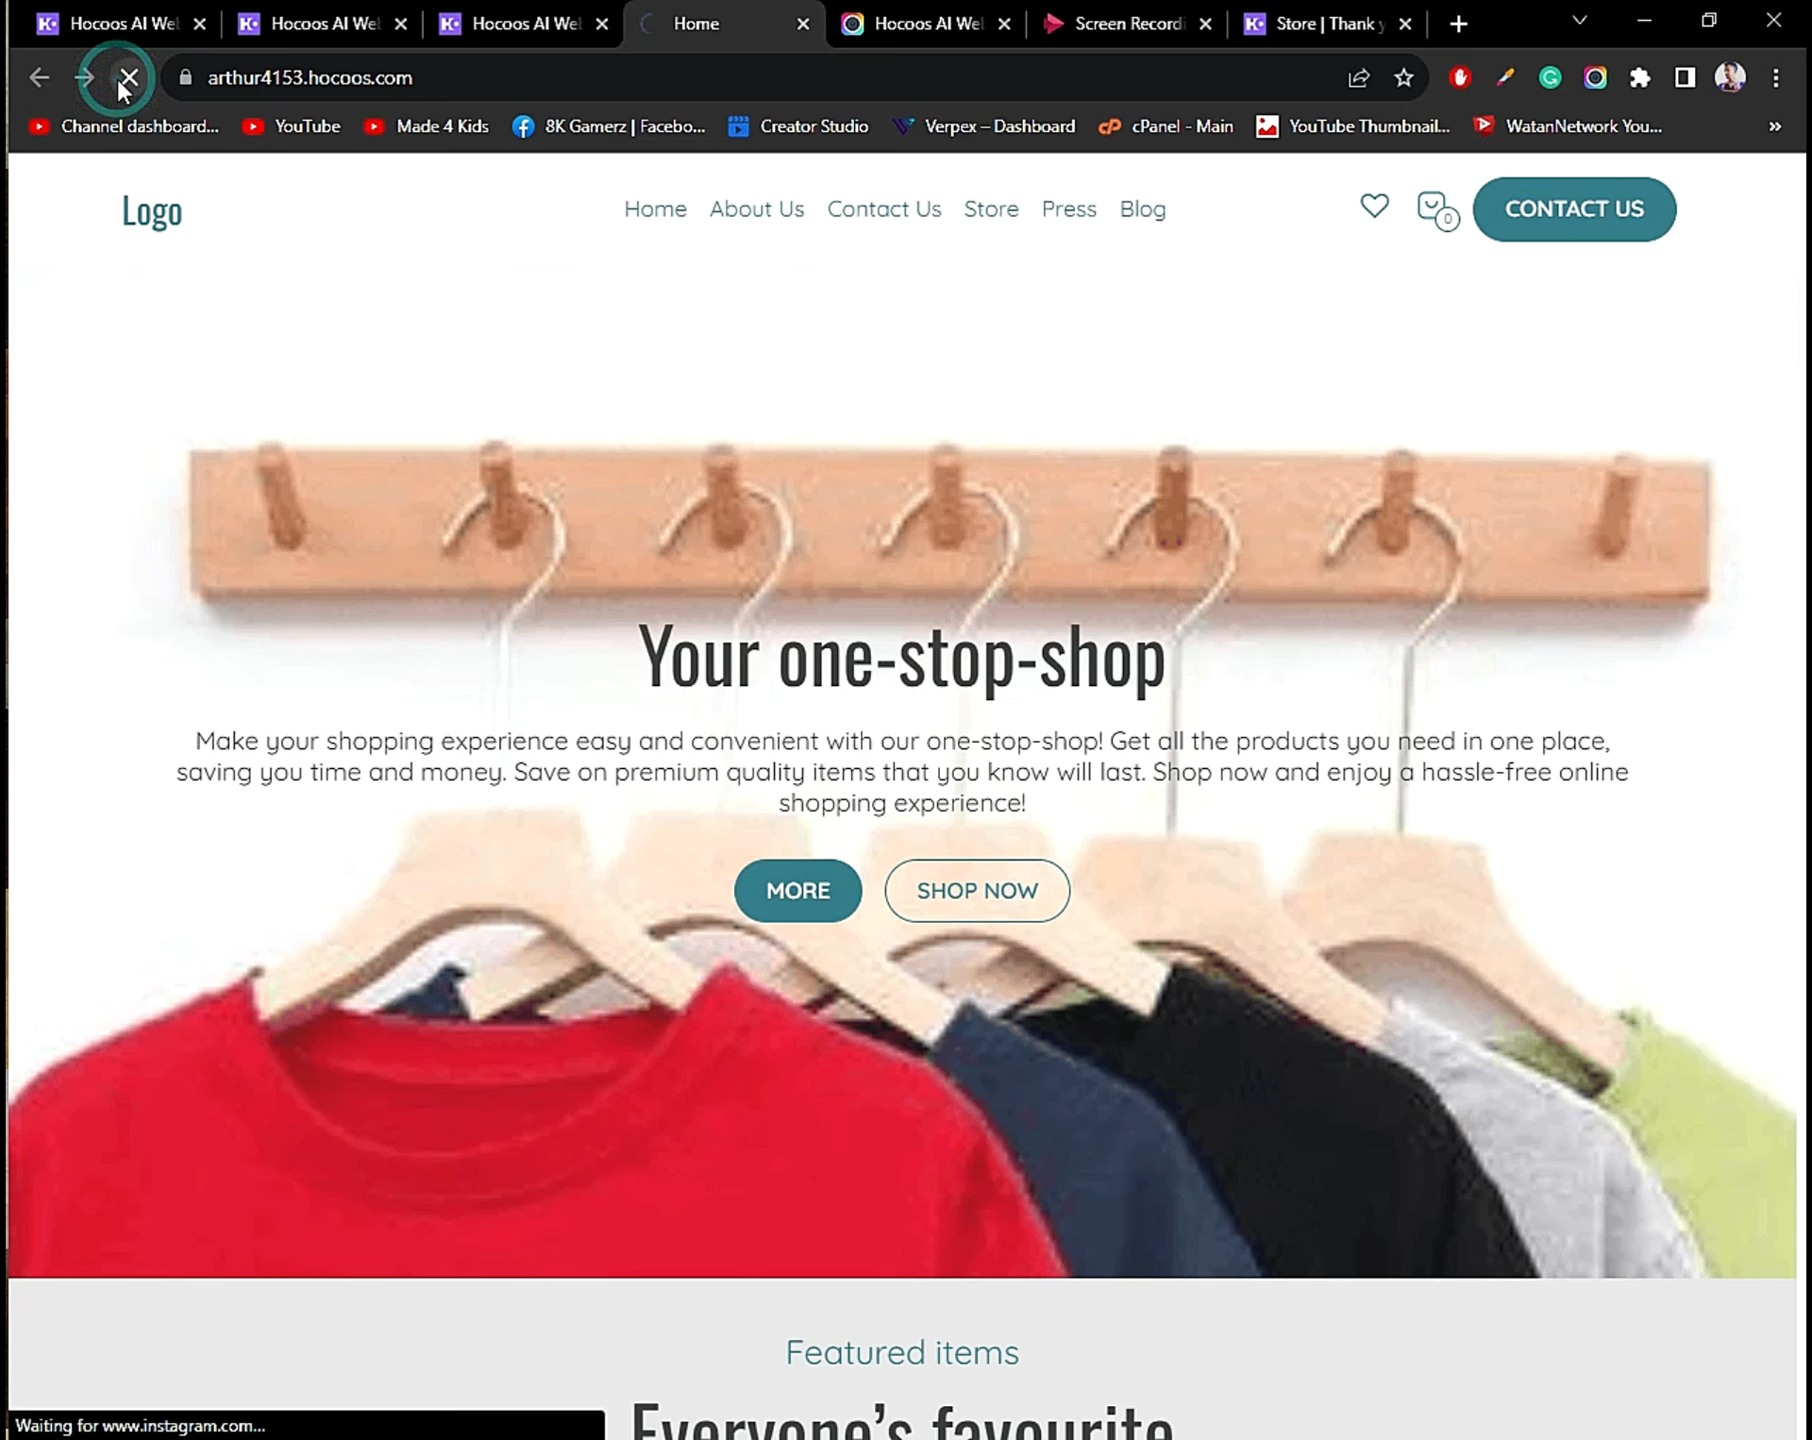 Hocoos AI Wel
Hocoos AI Wel
Hocoos AI Wel
Home
Hocoos AI Wel
Screen Recordi
Store | Thank y
arthur4153.hocoos.com
Channel dashboard...
YouTube
Made 4 Kids
8K Gamerz | Facebo...
Creator Studio
Verpex – Dashboard
cPanel - Main
YouTube Thumbnail...
WatanNetwork You...
»
Logo
Home
About Us
Contact Us
Store
Press
Blog
0
CONTACT US
Your one-stop-shop
Make your shopping experience easy and convenient with our one-stop-shop! Get all the products you need in one place,
saving you time and money. Save on premium quality items that you know will last. Shop now and enjoy a hassle-free online
shopping experience!
MORE
SHOP NOW
Featured items
Everyone's favourite
Waiting for www.instagram.com...